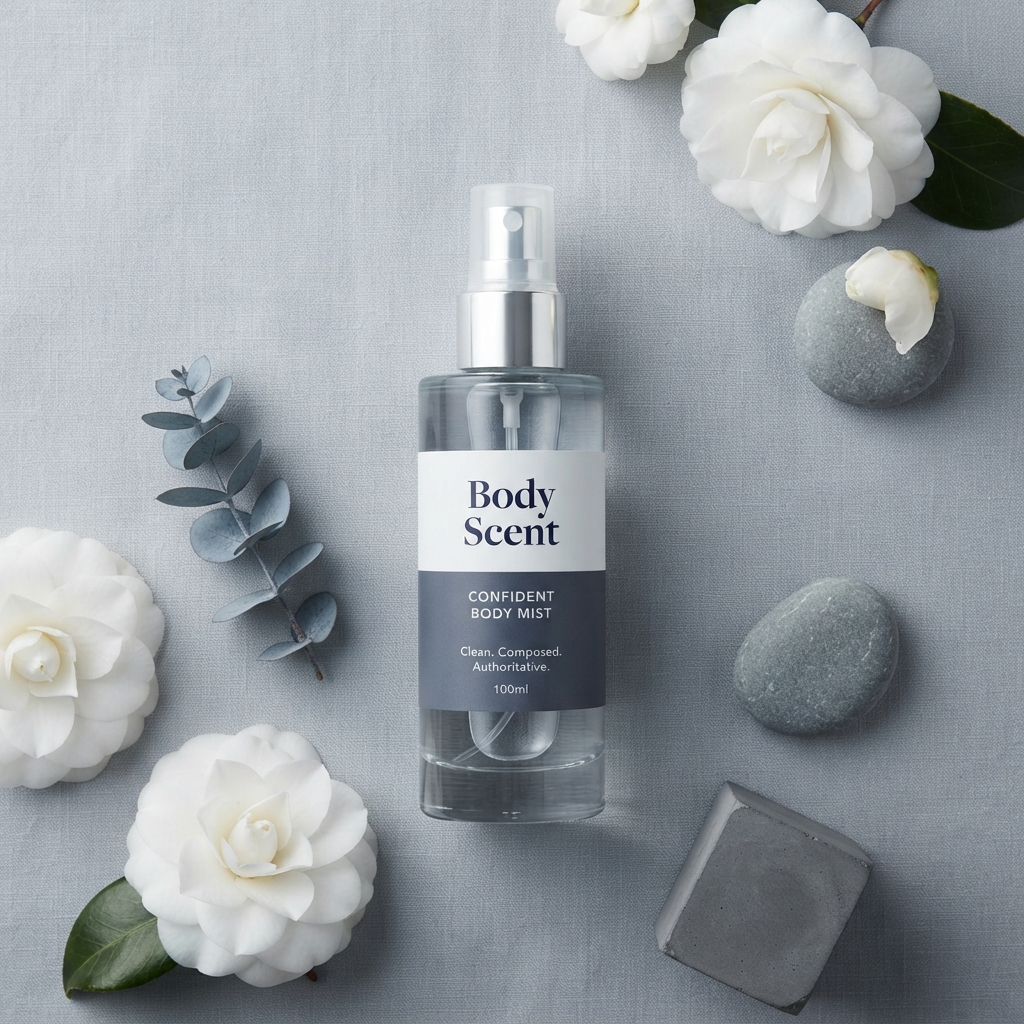 Body
Scent
CONFIDENT
BODY MIST
Clean. Composed.
Authoritative.
100ml